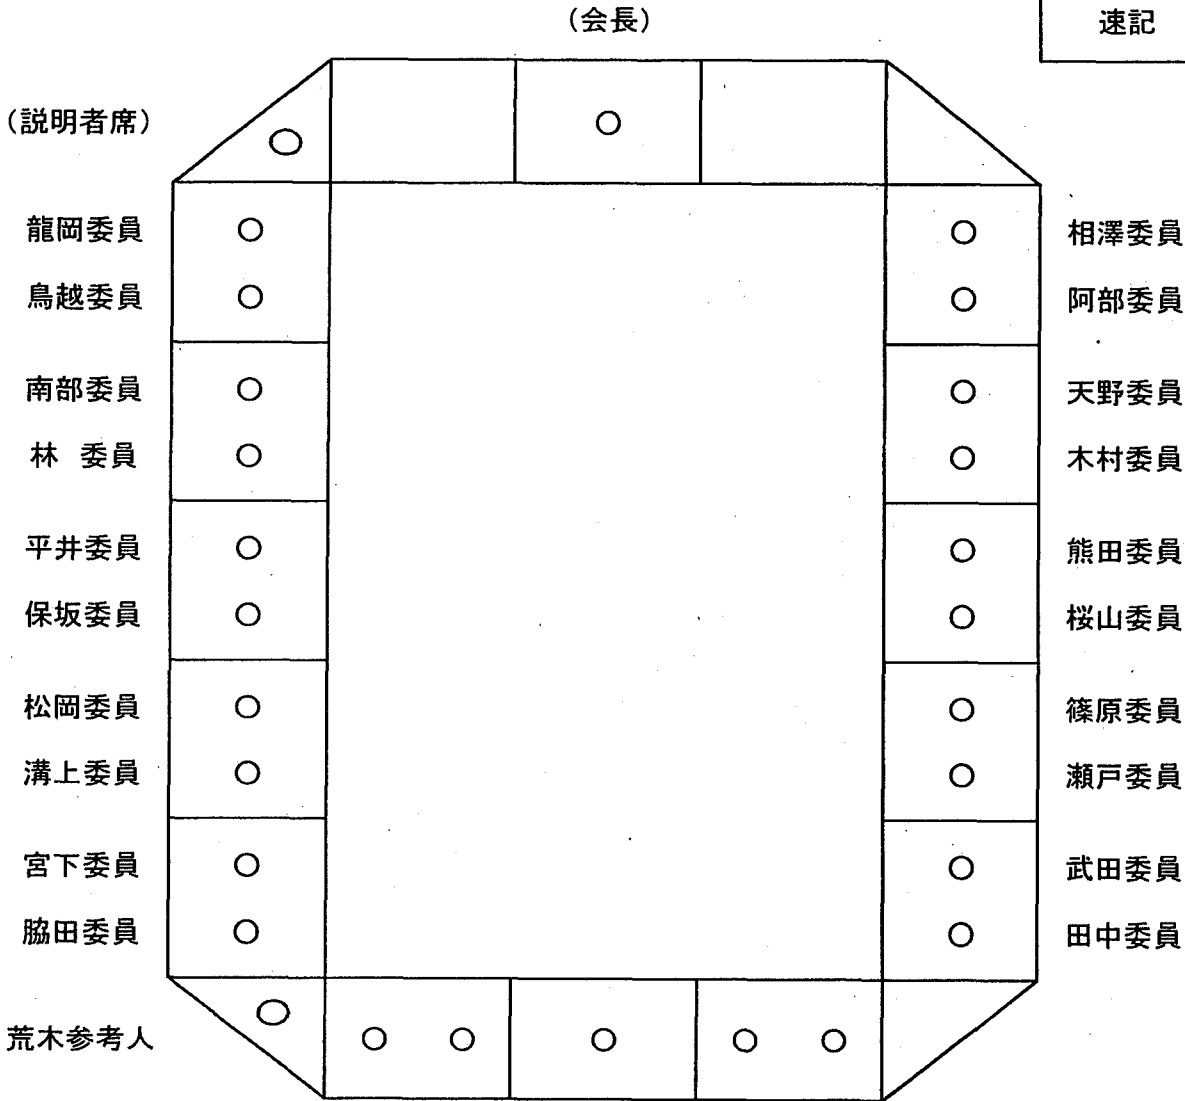 (会長)
速記
(説明者席)
龍岡委員
鳥越委員
南部委員
林 委員
平井委員
保坂委員
松岡委員
溝上委員
宮下委員
脇田委員
荒木参考人
相澤委員
阿部委員
天野委員
木村委員
熊田委員
桜山委員
篠原委員
瀬戸委員
武田委員
田中委員